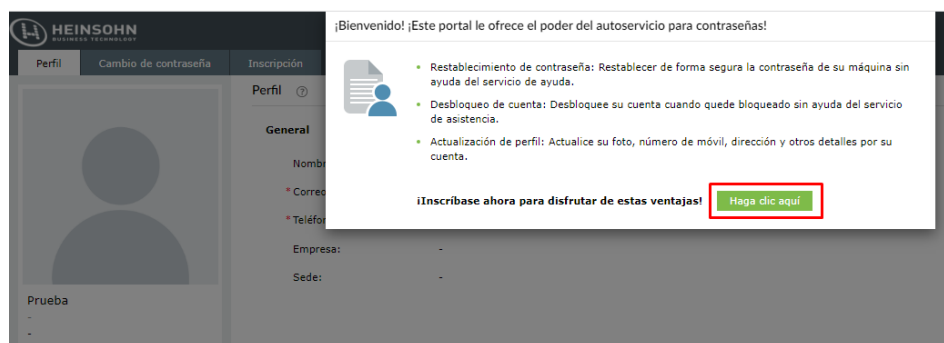 HEINSOHN
BUSINESS TECHNOLOGY
¡Bienvenido! ¡Este portal le ofrece el poder del autoservicio para contraseñas!
Perfil Cambio de contraseña Inscripción
Restablecimiento de contraseña: Restablecer de forma segura la contraseña de su máquina sin
ayuda del servicio de ayuda.
Desbloqueo de cuenta: Desbloquee su cuenta cuando quede bloqueado sin ayuda del servicio
de asistencia.
Actualización de perfil: Actualice su foto, número de móvil, dirección y otros detalles por su
cuenta.
¡Inscríbase ahora para disfrutar de estas ventajas! Haga clic aquí
Perfil ?
General
Nombr
* Correo
* Teléfor
Empresa: -
Sede: -
Prueba
-
-